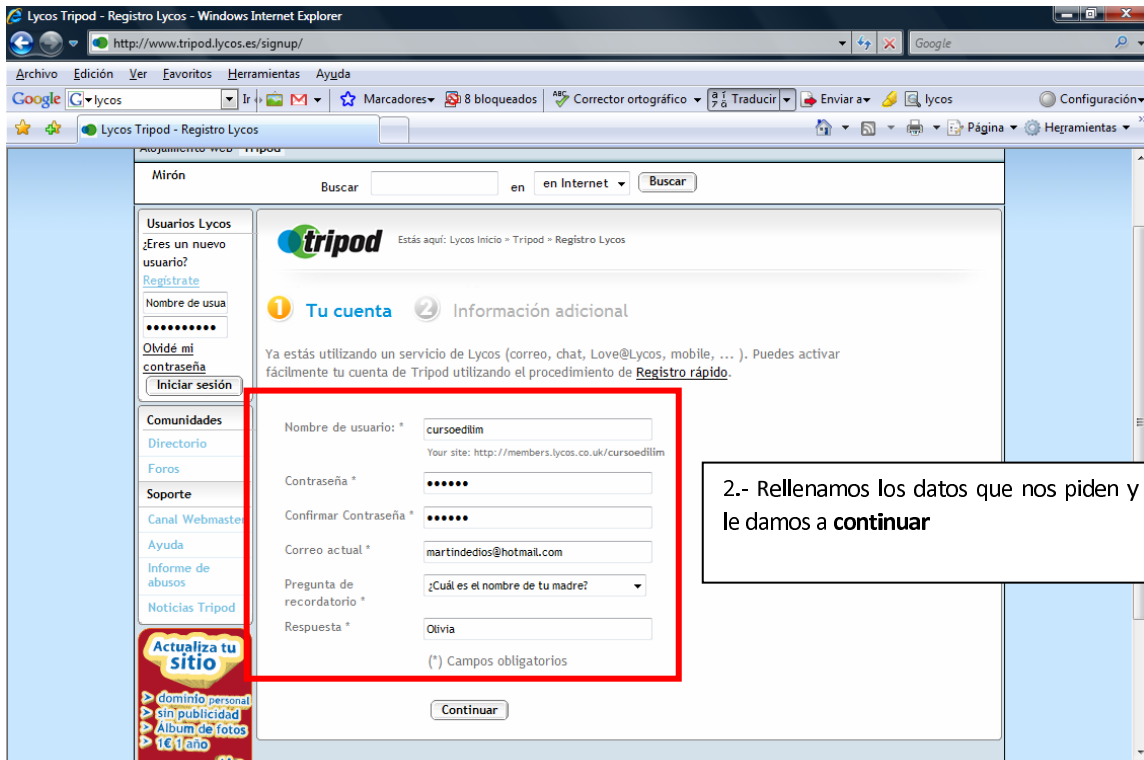 Lycos Tripod - Registro Lycos - Windows Internet Explorer
http://www.tripod.lycos.es/signup/
Google
Archivo Edición Ver Favoritos Herramientas Ayuda
Google lycos Ir Marcadores 8 bloqueados Corrector ortográfico Traducir Enviar a lycos Configuración
Lycos Tripod - Registro Lycos
Página Herramientas
Alojamiento web Tripod
Mirón
Buscar en en Internet Buscar
Usuarios Lycos
¿Eres un nuevo
usuario?
Regístrate
Nombre de usua
••••••••••
Olvidé mi
contraseña
Iniciar sesión
Comunidades
Directorio
Foros
Soporte
Canal Webmaster
Ayuda
Informe de
abusos
Noticias Tripod
Actualiza tu
sitio
dominio personal
sin publicidad
Álbum de fotos
1€ 1 año
tripod
Estás aquí: Lycos Inicio » Tripod » Registro Lycos
1 Tu cuenta 2 Información adicional
Ya estás utilizando un servicio de Lycos (correo, chat, Love@Lycos, mobile, ... ). Puedes activar
fácilmente tu cuenta de Tripod utilizando el procedimiento de Registro rápido.
Nombre de usuario: * cursoedilim
Your site: http://members.lycos.co.uk/cursoedilim
Contraseña * ••••••
Confirmar Contraseña * ••••••
Correo actual * martindedios@hotmail.com
Pregunta de
recordatorio * ¿Cuál es el nombre de tu madre?
Respuesta * Olivia
(*) Campos obligatorios
Continuar
2.- Rellenamos los datos que nos piden y
le damos a continuar